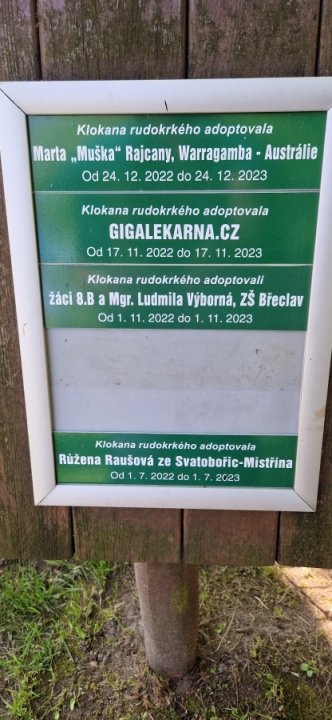 Klokana rudokrkého adoptovala
Marta „Muška“ Rajcany, Warragamba - Austrálie
Od 24. 12. 2022 do 24. 12. 2023
Klokana rudokrkého adoptovala
GIGALEKARNA.CZ
Od 17. 11. 2022 do 17. 11. 2023
Klokana rudokrkého adoptovali
žáci 8.B a Mgr. Ludmila Výborná, ZŠ Břeclav
Od 1. 11. 2022 do 1. 11. 2023
Klokana rudokrkého adoptovala
Růžena Raušová ze Svatobořic-Mistřína
Od 1. 7. 2022 do 1. 7. 2023